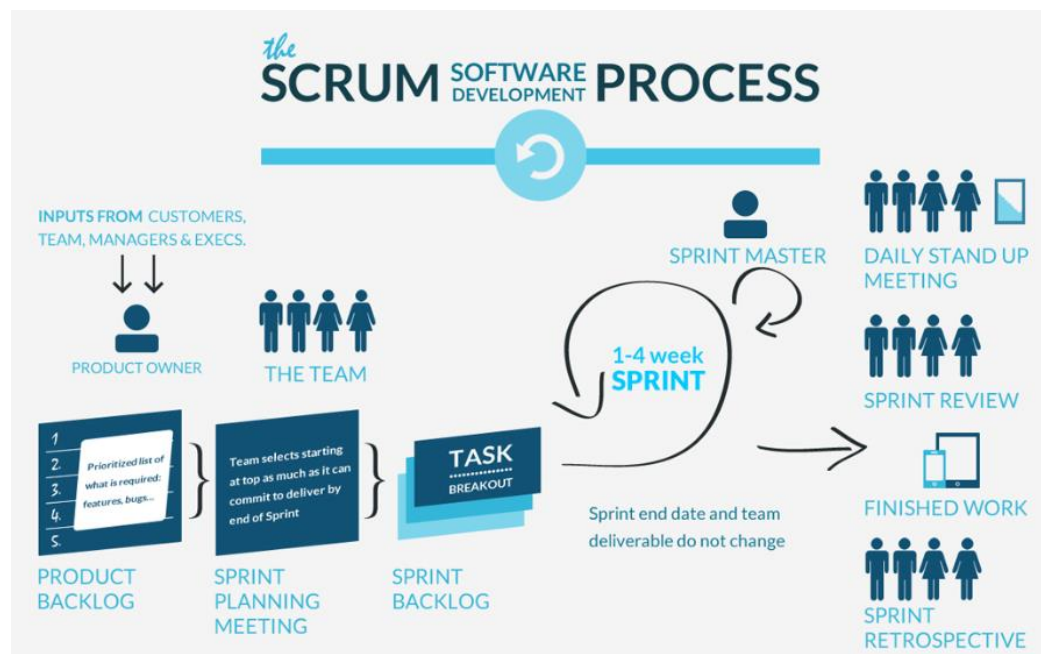 the
SCRUM SOFTWARE DEVELOPMENT PROCESS
INPUTS FROM CUSTOMERS,
TEAM, MANAGERS & EXECS.
PRODUCT OWNER
THE TEAM
1
2.
3.
4.
5.
Prioritized list of
what is required:
features, bugs...
PRODUCT
BACKLOG
Team selects starting
at top as much as it can
commit to deliver by
end of Sprint
SPRINT
PLANNING
MEETING
TASK
BREAKOUT
SPRINT
BACKLOG
1-4 week
SPRINT
SPRINT MASTER
Sprint end date and team
deliverable do not change
DAILY STAND UP
MEETING
SPRINT REVIEW
FINISHED WORK
SPRINT
RETROSPECTIVE